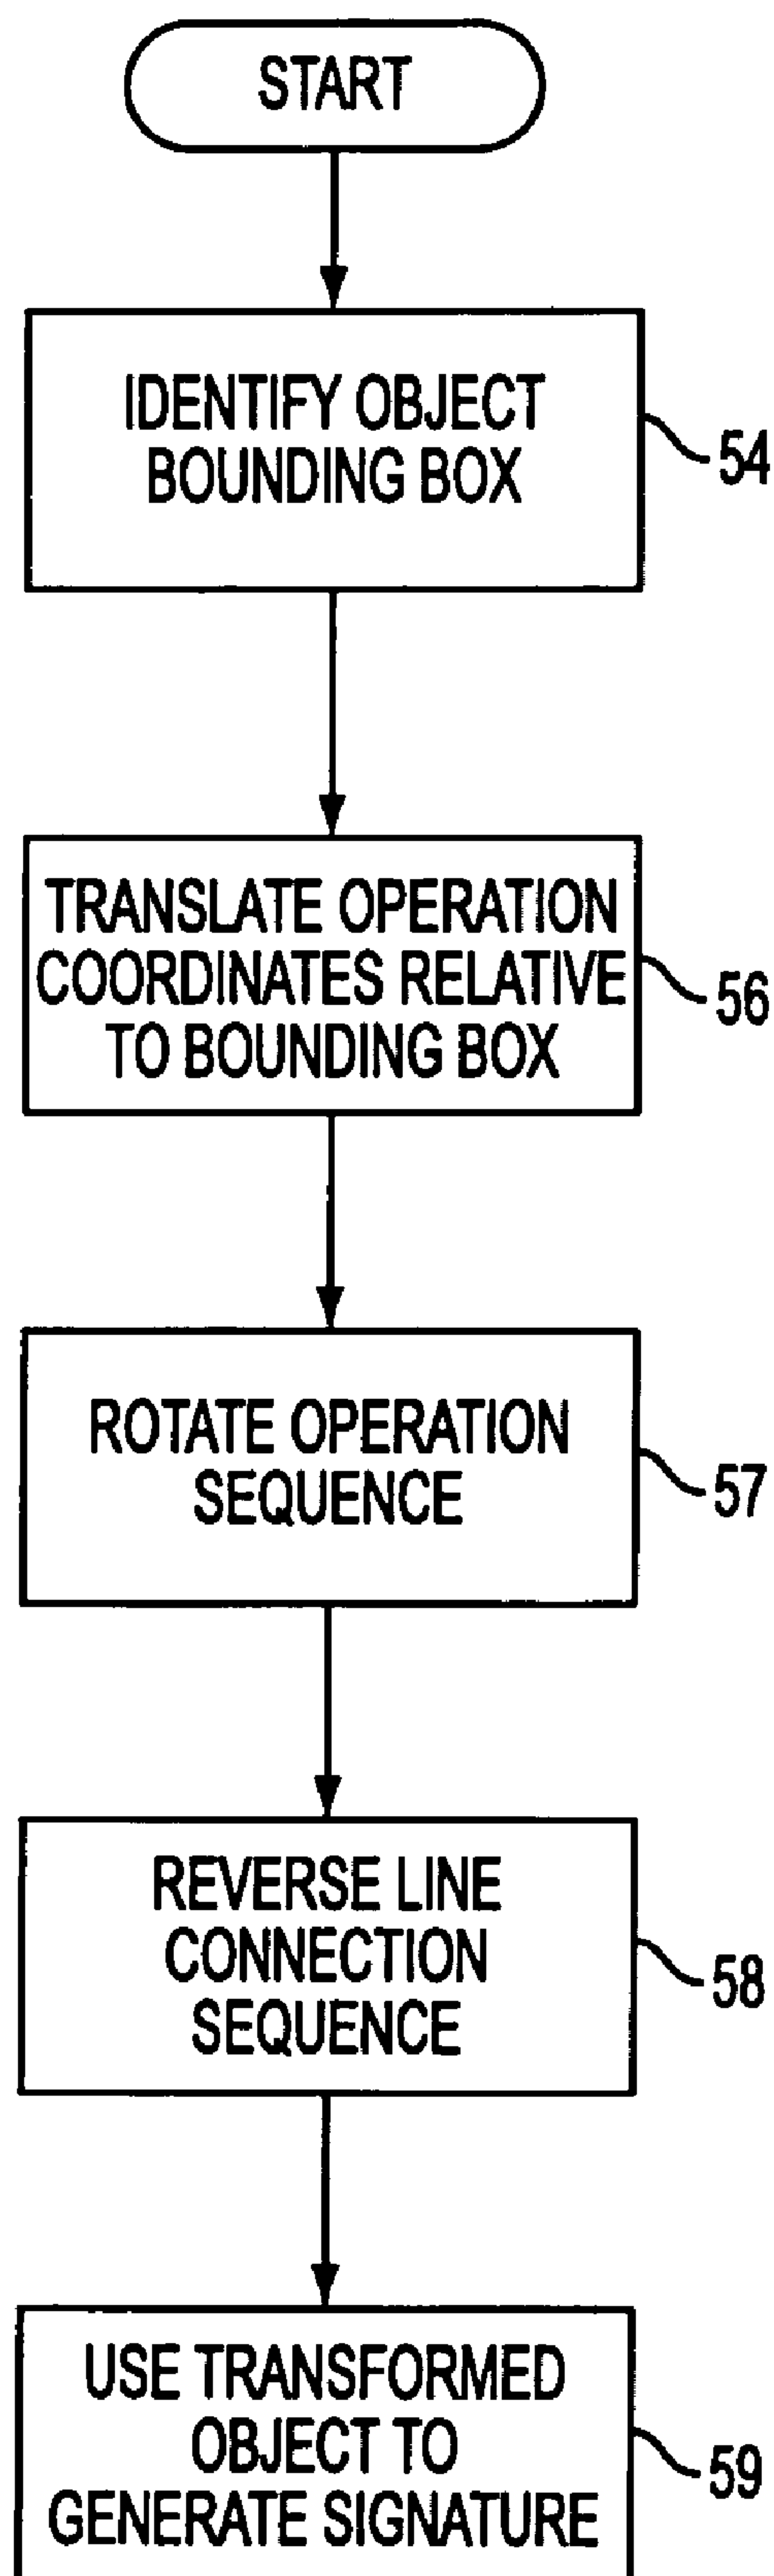 START
IDENTIFY OBJECT
BOUNDING BOX
54
TRANSLATE OPERATION
COORDINATES RELATIVE
TO BOUNDING BOX
56
ROTATE OPERATION
SEQUENCE
57
REVERSE LINE
CONNECTION
SEQUENCE
58
USE TRANSFORMED
OBJECT TO
GENERATE SIGNATURE
59